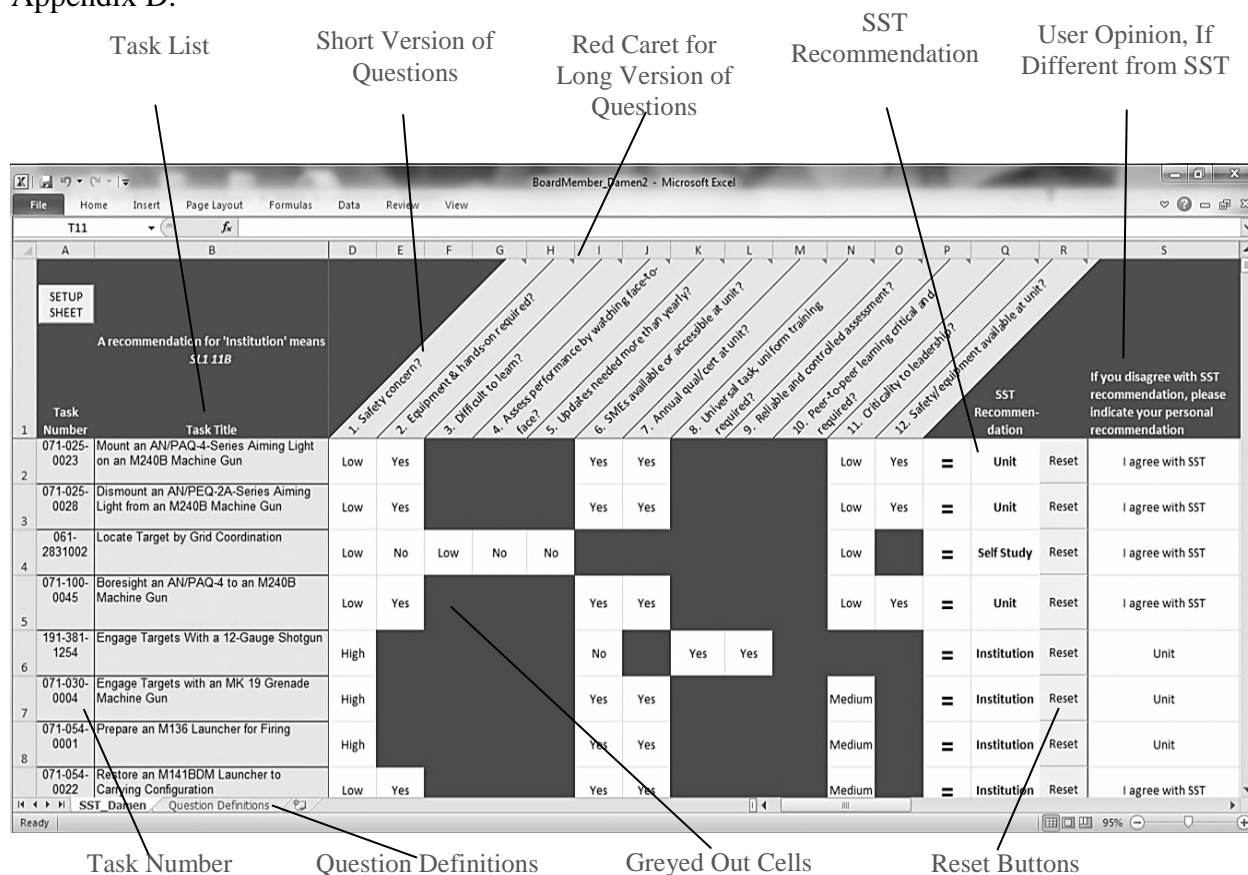 Appendix D.
Task List
Short Version of
Questions
Red Caret for
Long Version of
Questions
SST
Recommendation
User Opinion, If
Different from SST
BoardMember_Damen2 - Microsoft Excel
File Home Insert Page Layout Formulas Data Review View
T11 fx
A B D E F G H I J K L M N O P Q R S
SETUP
SHEET
A recommendation for 'Institution' means
SL1 11B
Task
Number
Task Title
1. Safety concern?
2. Equipment & hands-on required?
3. Difficult to learn?
4. Assess performance by watching face-to-
face?
5. Updates needed more than yearly?
6. SMEs available or accessible at unit?
7. Annual qual/cert at unit?
8. Universal task, uniform training
required?
9. Reliable and controlled assessment?
10. Peer-to-peer learning critical and
required?
11. Criticality to leadership?
12. Safety/equipment available at unit?
SST
Recommen-
dation
If you disagree with SST
recommendation, please
indicate your personal
recommendation
1
071-025-
0023
Mount an AN/PAQ-4-Series Aiming Light
on an M240B Machine Gun
Low Yes Yes Yes Low Yes = Unit Reset I agree with SST
2
071-025-
0028
Dismount an AN/PEQ-2A-Series Aiming
Light from an M240B Machine Gun
Low Yes Yes Yes Low Yes = Unit Reset I agree with SST
3
061-
2831002
Locate Target by Grid Coordination
Low No Low No No Low = Self Study Reset I agree with SST
4
071-100-
0045
Boresight an AN/PAQ-4 to an M240B
Machine Gun
Low Yes Yes Yes Low Yes = Unit Reset I agree with SST
5
191-381-
1254
Engage Targets With a 12-Gauge Shotgun
High No Yes Yes = Institution Reset Unit
6
071-030-
0004
Engage Targets with an MK 19 Grenade
Machine Gun
High Yes Yes Medium = Institution Reset Unit
7
071-054-
0001
Prepare an M136 Launcher for Firing
High Yes Yes Medium = Institution Reset Unit
8
071-054-
0022
Restore an M141BDM Launcher to
Carrying Configuration
Low Yes Yes Yes Medium = Institution Reset I agree with SST
SST_Damen Question Definitions
Ready 95%
Task Number
Question Definitions
Greyed Out Cells
Reset Buttons